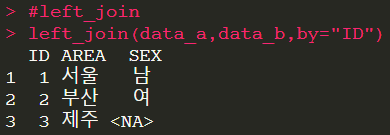 > #left_join
> left_join(data_a,data_b,by="ID")
ID AREA SEX
1 1 서울 남
2 2 부산 여
3 3 제주 <NA>